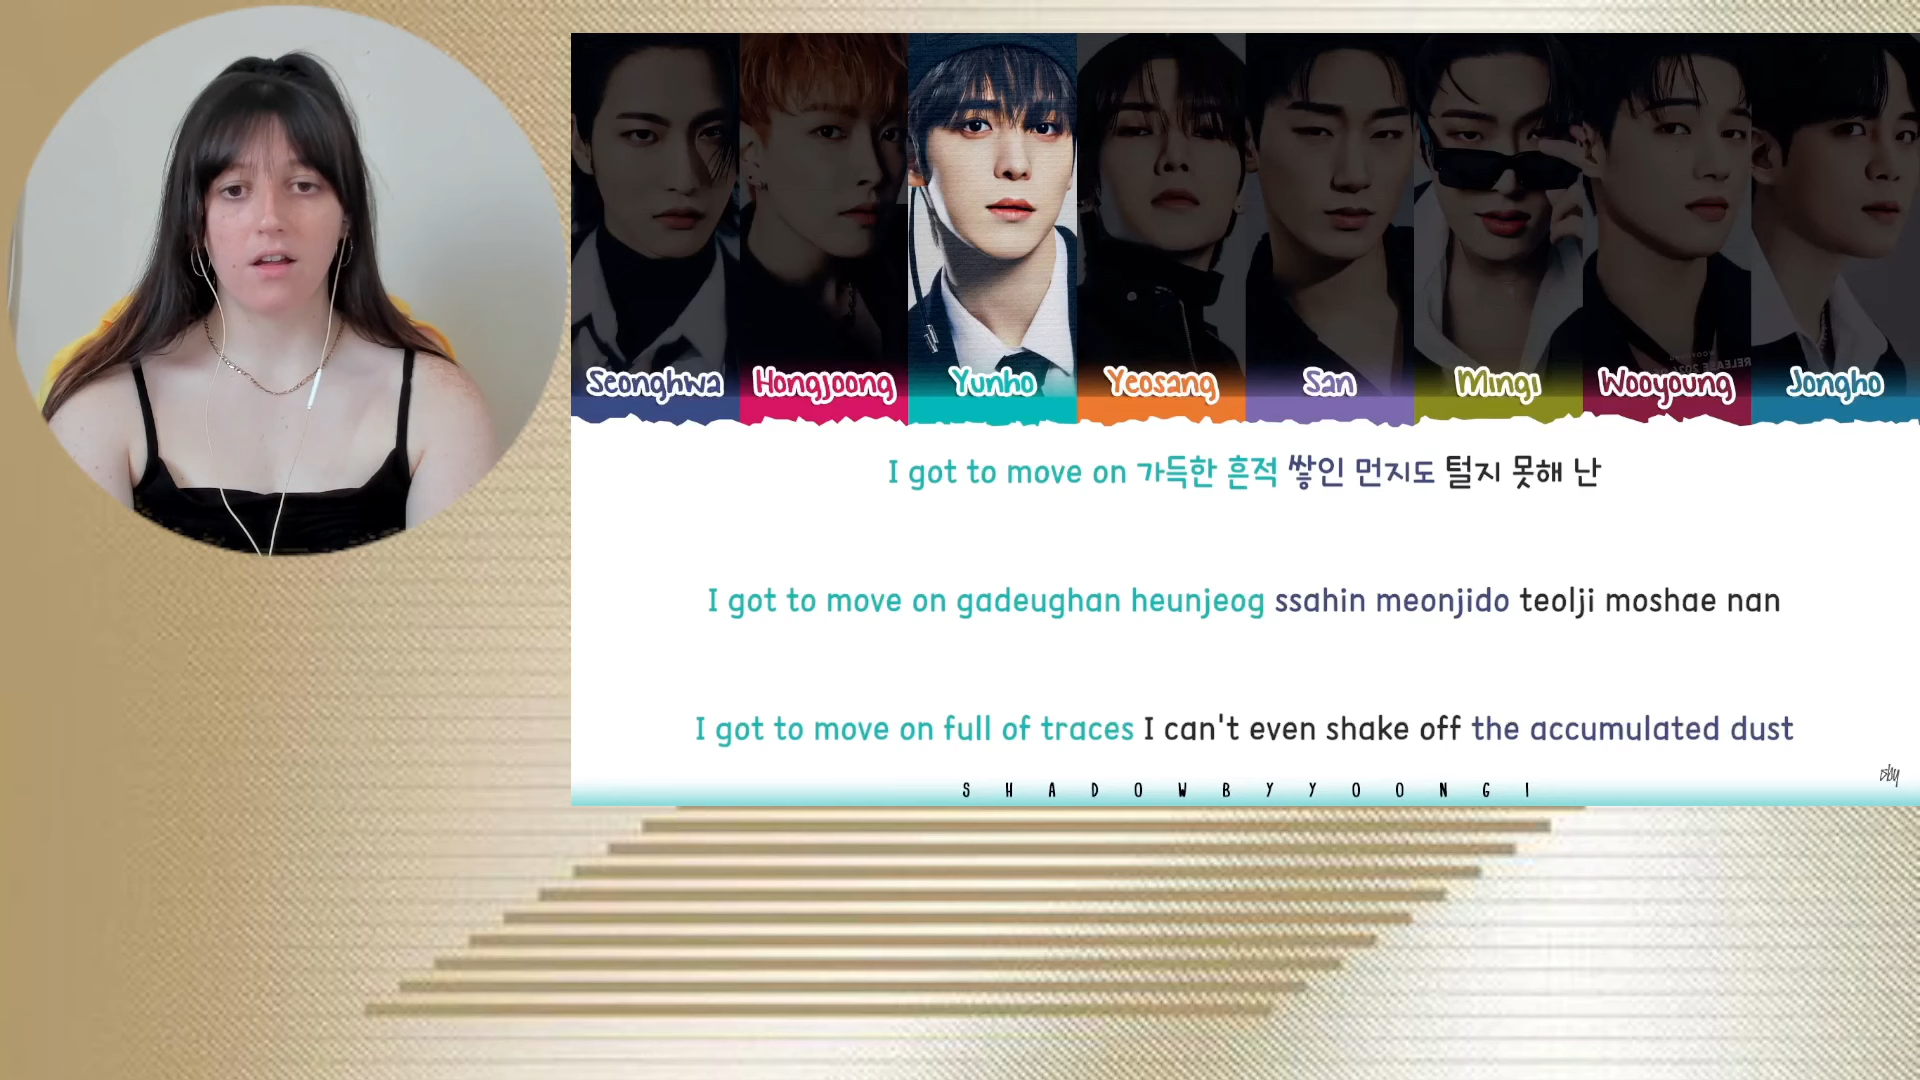 Seonghwa Hongjoong Yunho Yeosang San Mingi Wooyoung Jongho
I got to move on 가득한 흔적 쌓인 먼지도 털지 못해 난
I got to move on gadeughan heunjeog ssahin meonjido teolji moshae nan
I got to move on full of traces I can't even shake off the accumulated dust
SHADOWBYYOONGI
sby